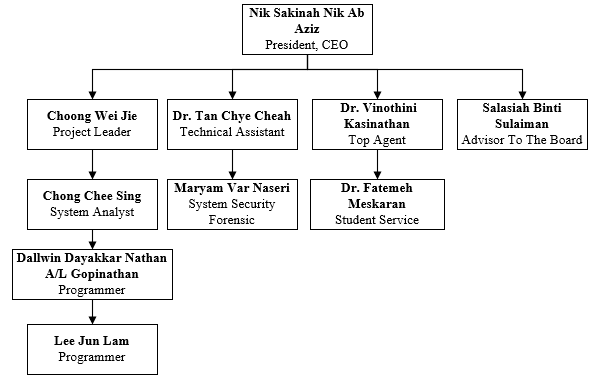 Nik Sakinah Nik Ab
Aziz
President, CEO
Choong Wei Jie
Project Leader
Dr. Tan Chye Cheah
Technical Assistant
Dr. Vinothini
Kasinathan
Top Agent
Salasiah Binti
Sulaiman
Advisor To The Board
Chong Chee Sing
System Analyst
Maryam Var Naseri
System Security
Forensic
Dr. Fatemeh
Meskaran
Student Service
Dallwin Dayakkar Nathan
A/L Gopinathan
Programmer
Lee Jun Lam
Programmer